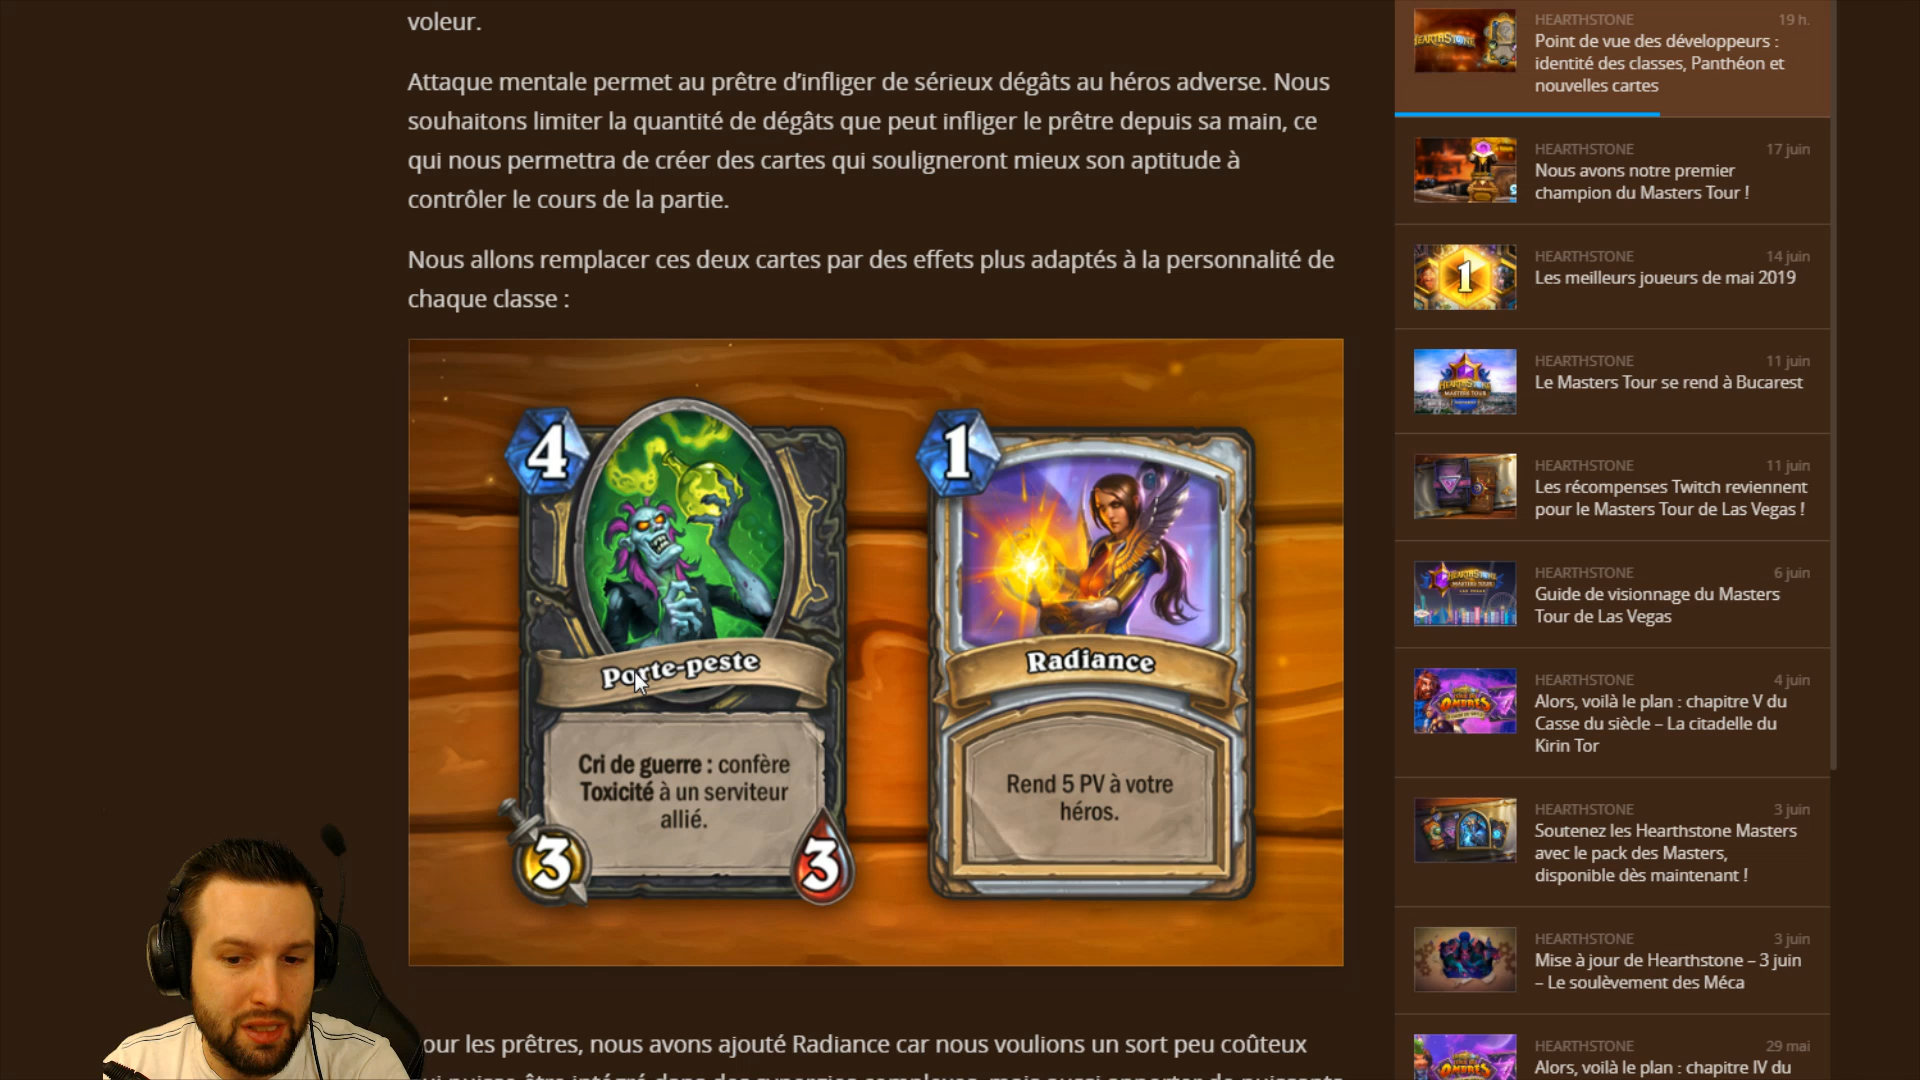 voleur.
Attaque mentale permet au prêtre d’infliger de sérieux dégâts au héros adverse. Nous
souhaitons limiter la quantité de dégâts que peut infliger le prêtre depuis sa main, ce
qui nous permettra de créer des cartes qui souligneront mieux son aptitude à
contrôler le cours de la partie.
Nous allons remplacer ces deux cartes par des effets plus adaptés à la personnalité de
chaque classe :
4
Porte-peste
Cri de guerre : confère
Toxicité à un serviteur
allié.
3
3
1
Radiance
Rend 5 PV à votre
héros.
our les prêtres, nous avons ajouté Radiance car nous voulions un sort peu coûteux
HEARTHSTONE
19 h.
Point de vue des développeurs :
identité des classes, Panthéon et
nouvelles cartes
HEARTHSTONE
17 juin
Nous avons notre premier
champion du Masters Tour !
1
HEARTHSTONE
14 juin
Les meilleurs joueurs de mai 2019
HEARTHSTONE
11 juin
Le Masters Tour se rend à Bucarest
HEARTHSTONE
11 juin
Les récompenses Twitch reviennent
pour le Masters Tour de Las Vegas !
HEARTHSTONE
6 juin
Guide de visionnage du Masters
Tour de Las Vegas
HEARTHSTONE
4 juin
Alors, voilà le plan : chapitre V du
Casse du siècle – La citadelle du
Kirin Tor
HEARTHSTONE
3 juin
Soutenez les Hearthstone Masters
avec le pack des Masters,
disponible dès maintenant !
HEARTHSTONE
3 juin
Mise à jour de Hearthstone – 3 juin
– Le soulèvement des Méca
HEARTHSTONE
29 mai
Alors, voilà le plan : chapitre IV du